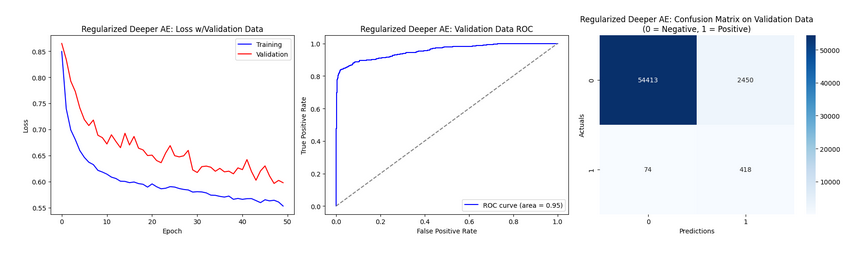 Regularized Deeper AE: Loss w/Validation Data
Training
Validation
0.85
0.80
0.75
0.70
0.65
0.60
0.55
Loss
0
10
20
30
40
50
Epoch
Regularized Deeper AE: Validation Data ROC
1.0
0.8
0.6
0.4
0.2
0.0
True Positive Rate
ROC curve (area = 0.95)
0.0
0.2
0.4
0.6
0.8
1.0
False Positive Rate
Regularized Deeper AE: Confusion Matrix on Validation Data
(0 = Negative, 1 = Positive)
Actuals
0
1
54413
2450
74
418
0
1
Predictions
50000
40000
30000
20000
10000